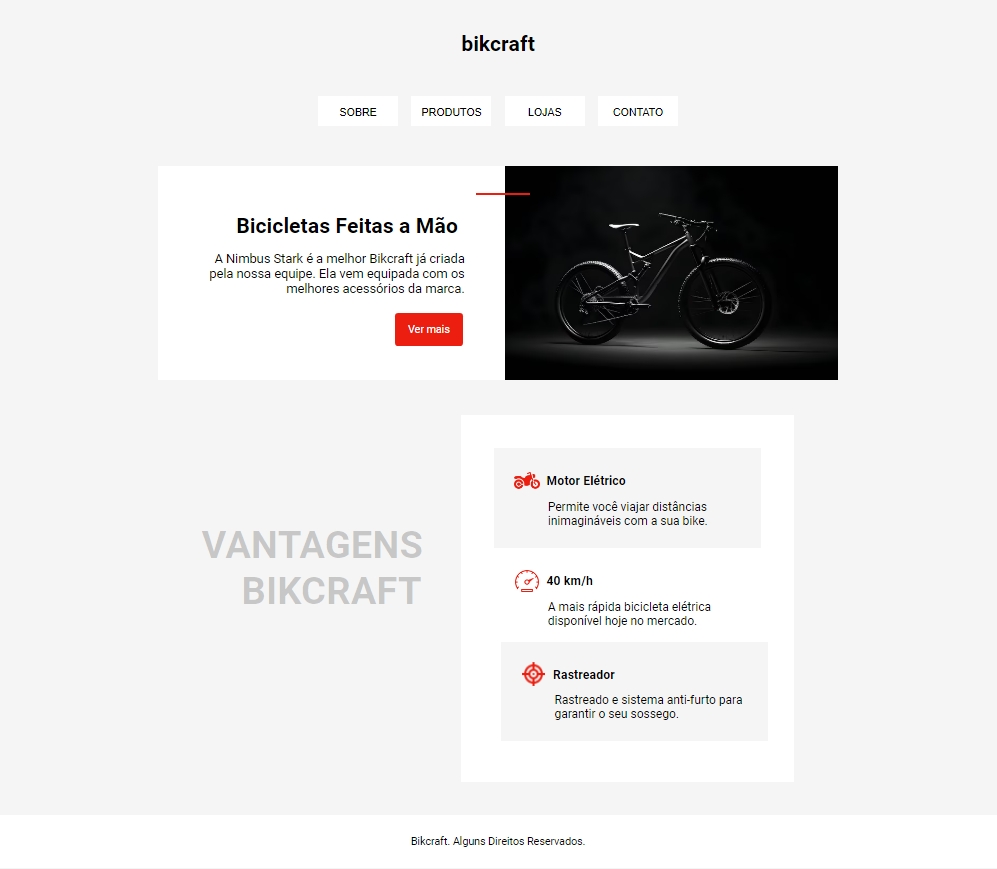 bikcraft
SOBRE PRODUTOS LOJAS CONTATO
Bicicletas Feitas a Mão
A Nimbus Stark é a melhor Bikcraft já criada
pela nossa equipe. Ela vem equipada com os
melhores acessórios da marca.
Ver mais
VANTAGENS
BIKCRAFT
Motor Elétrico
Permite você viajar distâncias
inimagináveis com a sua bike.
40 km/h
A mais rápida bicicleta elétrica
disponível hoje no mercado.
Rastreador
Rastreado e sistema anti-furto para
garantir o seu sossego.
Bikcraft. Alguns Direitos Reservados.